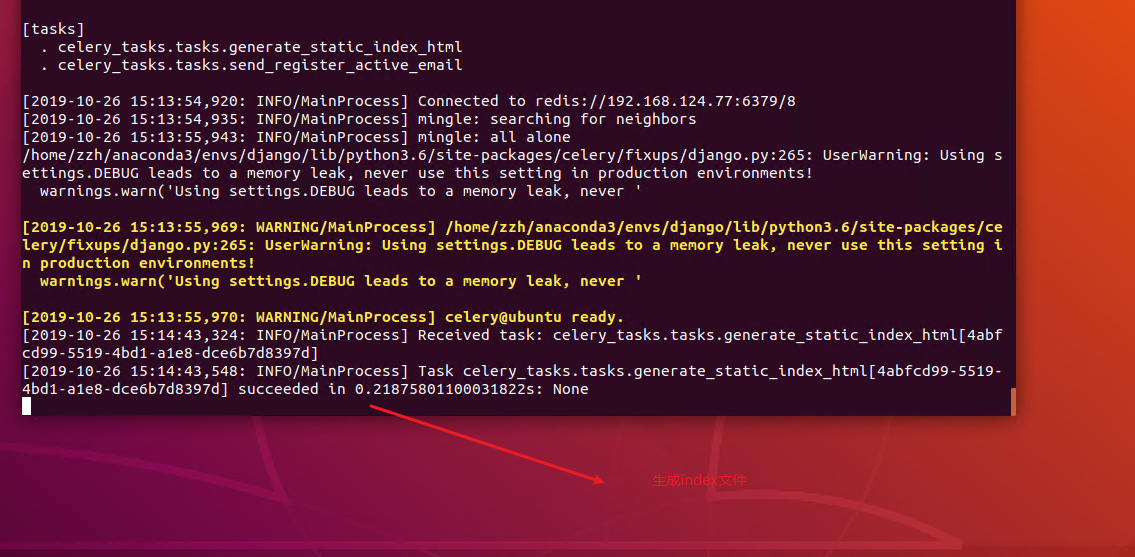 [tasks]
  . celery_tasks.tasks.generate_static_index_html
  . celery_tasks.tasks.send_register_active_email
[2019-10-26 15:13:54,920: INFO/MainProcess] Connected to redis://192.168.124.77:6379/8
[2019-10-26 15:13:54,935: INFO/MainProcess] mingle: searching for neighbors
[2019-10-26 15:13:55,943: INFO/MainProcess] mingle: all alone
/home/zzh/anaconda3/envs/django/lib/python3.6/site-packages/celery/fixups/django.py:265: UserWarning: Using s
ettings.DEBUG leads to a memory leak, never use this setting in production environments!
  warnings.warn('Using settings.DEBUG leads to a memory leak, never '
[2019-10-26 15:13:55,969: WARNING/MainProcess] /home/zzh/anaconda3/envs/django/lib/python3.6/site-packages/ce
lery/fixups/django.py:265: UserWarning: Using settings.DEBUG leads to a memory leak, never use this setting i
n production environments!
  warnings.warn('Using settings.DEBUG leads to a memory leak, never '
[2019-10-26 15:13:55,970: WARNING/MainProcess] celery@ubuntu ready.
[2019-10-26 15:14:43,324: INFO/MainProcess] Received task: celery_tasks.tasks.generate_static_index_html[4abf
cd99-5519-4bd1-a1e8-dce6b7d8397d]
[2019-10-26 15:14:43,548: INFO/MainProcess] Task celery_tasks.tasks.generate_static_index_html[4abfcd99-5519-
4bd1-a1e8-dce6b7d8397d] succeeded in 0.21875801100031822s: None
生成index文件